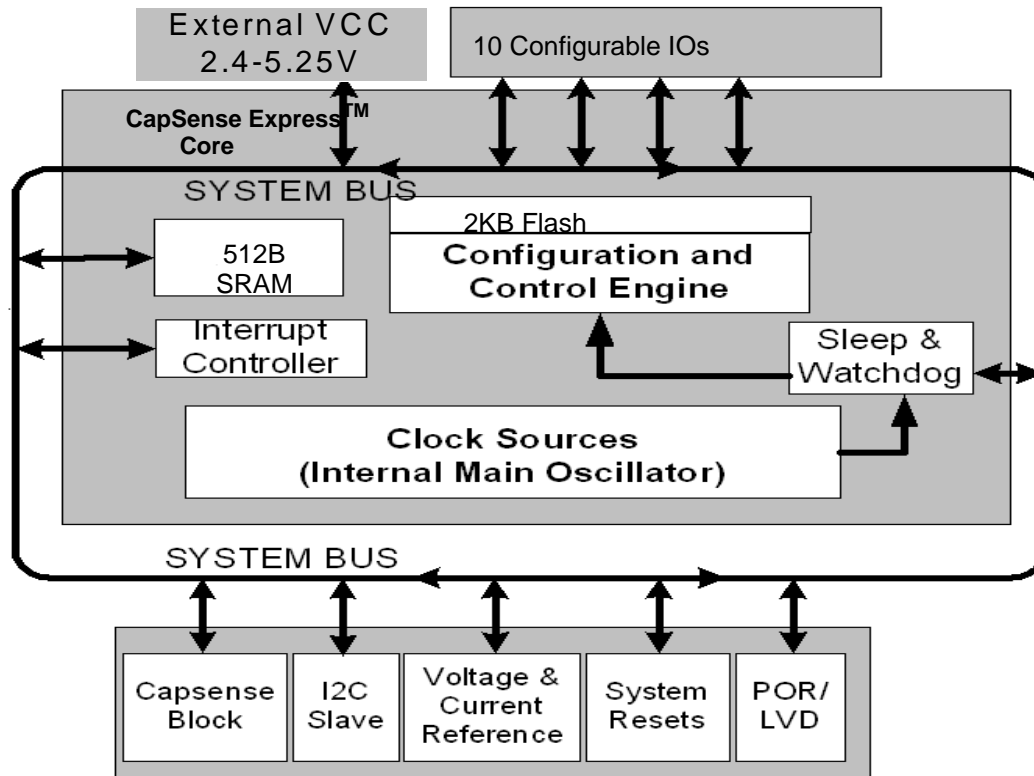 External VCC
2.4-5.25V
10 Configurable IOs
CapSense Express™
Core
SYSTEM BUS
2KB Flash
512B
SRAM
Configuration and
Control Engine
Interrupt
Controller
Sleep &
Watchdog
Clock Sources
(Internal Main Oscillator)
SYSTEM BUS
Capsense
Block
I2C
Slave
Voltage &
Current
Reference
System
Resets
POR/
LVD